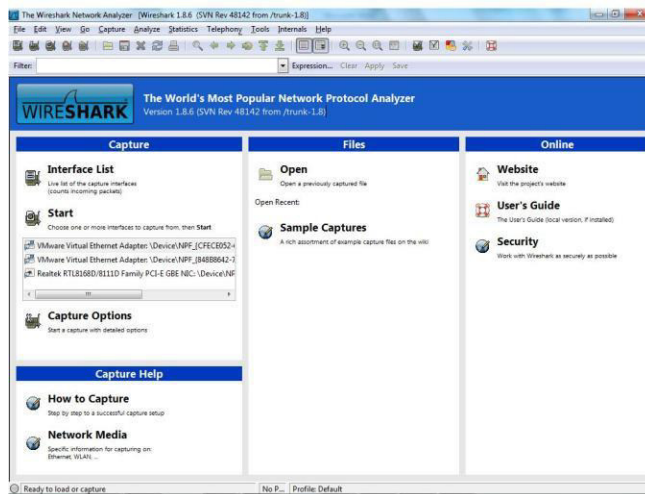 The Wireshark Network Analyzer [Wireshark 1.8.6 (SVN Rev 48142 from /trunk-1.8)]
File Edit View Go Capture Analyze Statistics Telephony Tools Internals Help
Filter: Expression... Clear Apply Save
WIRESHARK
The World's Most Popular Network Protocol Analyzer
Version 1.8.6 (SVN Rev 48142 from /trunk-1.8)
Capture
Interface List
Live list of the capture interfaces
(counts incoming packets)
Start
Choose one or more interfaces to capture from, then Start
VMware Virtual Ethernet Adapter: \Device\NPF_{CFECE052-
VMware Virtual Ethernet Adapter: \Device\NPF_{B48B8642-
Realtek RTL8168D/8111D Family PCI-E GBE NIC: \Device\NF
Capture Options
Start a capture with detailed options
Capture Help
How to Capture
Step by step to a successful capture setup
Network Media
Specific information for capturing on:
Ethernet, WLAN, ...
Files
Open
Open a previously captured file
Open Recent:
Sample Captures
A rich assortment of example capture files on the wiki
Online
Website
Visit the project's website
User's Guide
The User's Guide (local version, if installed)
Security
Work with Wireshark as securely as possible
Ready to load or capture No P... Profile: Default